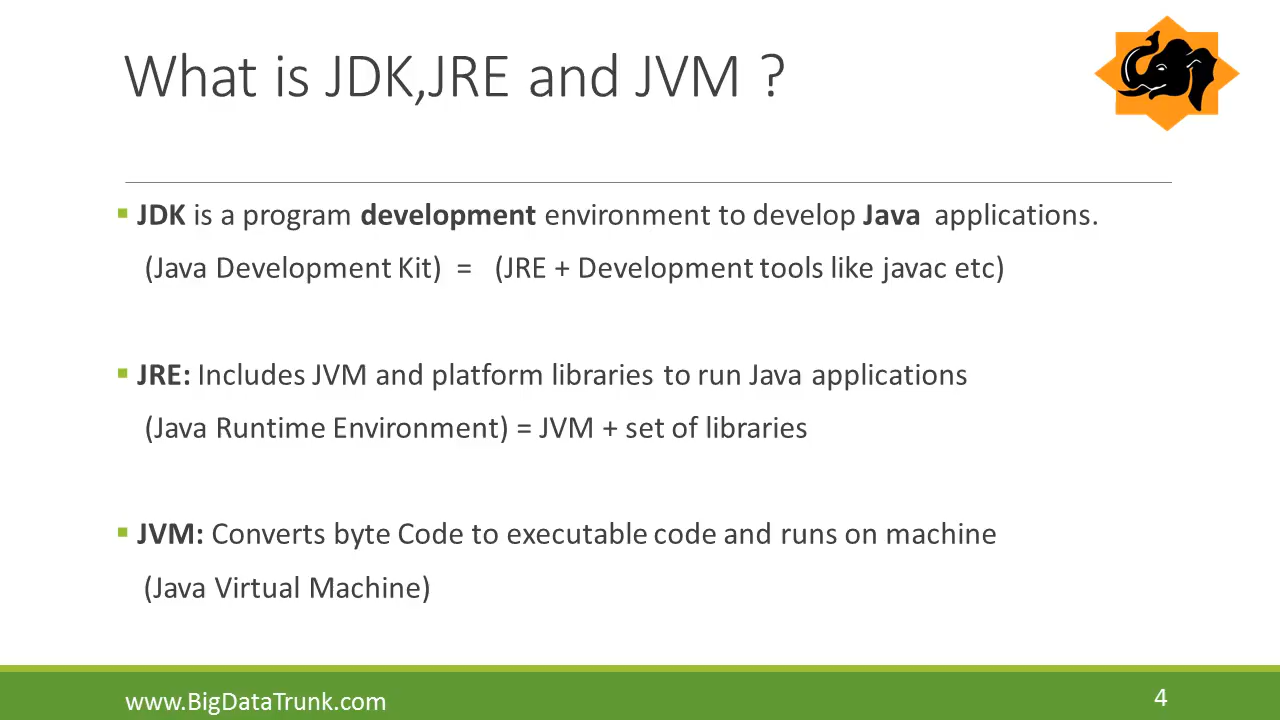 What is JDK,JRE and JVM ?
▪ JDK is a program development environment to develop Java applications.
(Java Development Kit) = (JRE + Development tools like javac etc)
▪ JRE: Includes JVM and platform libraries to run Java applications
(Java Runtime Environment) = JVM + set of libraries
▪ JVM: Converts byte Code to executable code and runs on machine
(Java Virtual Machine)
www.BigDataTrunk.com
4